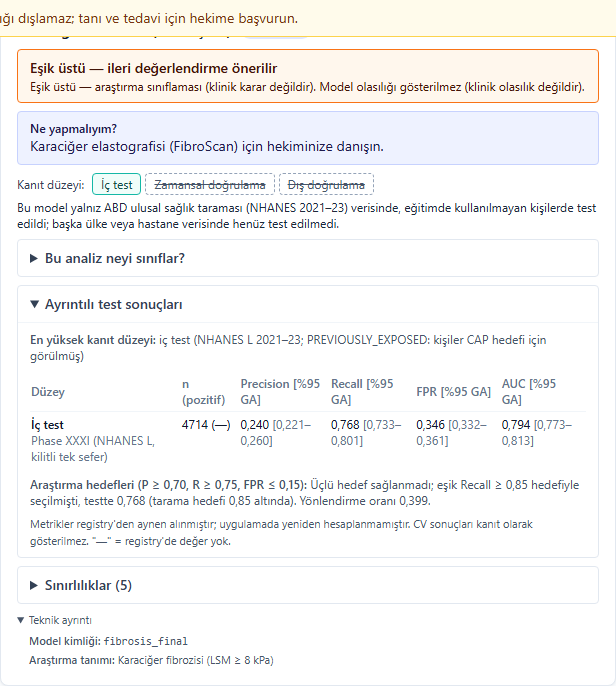 ığı dışlamaz; tanı ve tedavi için hekime başvurun.
Eşik üstü — ileri değerlendirme önerilir
Eşik üstü — araştırma sınıflaması (klinik karar değildir). Model olasılığı gösterilmez (klinik olasılık değildir).
Ne yapmalıyım?
Karaciğer elastografisi (FibroScan) için hekiminize danışın.
Kanıt düzeyi: İç test Zamansal doğrulama Dış doğrulama
Bu model yalnız ABD ulusal sağlık taraması (NHANES 2021–23) verisinde, eğitimde kullanılmayan kişilerde test
edildi; başka ülke veya hastane verisinde henüz test edilmedi.
▶ Bu analiz neyi sınıflar?
▼ Ayrıntılı test sonuçları
En yüksek kanıt düzeyi: iç test (NHANES L 2021–23; PREVIOUSLY_EXPOSED: kişiler CAP hedefi için
görülmüş)
Düzey n (pozitif) Precision [%95 GA] Recall [%95 GA] FPR [%95 GA] AUC [%95 GA]
İç test 4714 (—) 0,240 [0,221–0,260] 0,768 [0,733–0,801] 0,346 [0,332–0,361] 0,794 [0,773–0,813]
Phase XXXI (NHANES L,
kilitli tek sefer)
Araştırma hedefleri (P ≥ 0,70, R ≥ 0,75, FPR ≤ 0,15): Üçlü hedef sağlanmadı; eşik Recall ≥ 0,85 hedefiyle
seçilmişti, testte 0,768 (tarama hedefi 0,85 altında). Yönlendirme oranı 0,399.
Metrikler registry'den aynen alınmıştır; uygulamada yeniden hesaplanmamıştır. CV sonuçları kanıt olarak
gösterilmez. "—" = registry'de değer yok.
▶ Sınırlılıklar (5)
▼ Teknik ayrıntı
Model kimliği: fibrosis_final
Araştırma tanımı: Karaciğer fibrozisi (LSM ≥ 8 kPa)